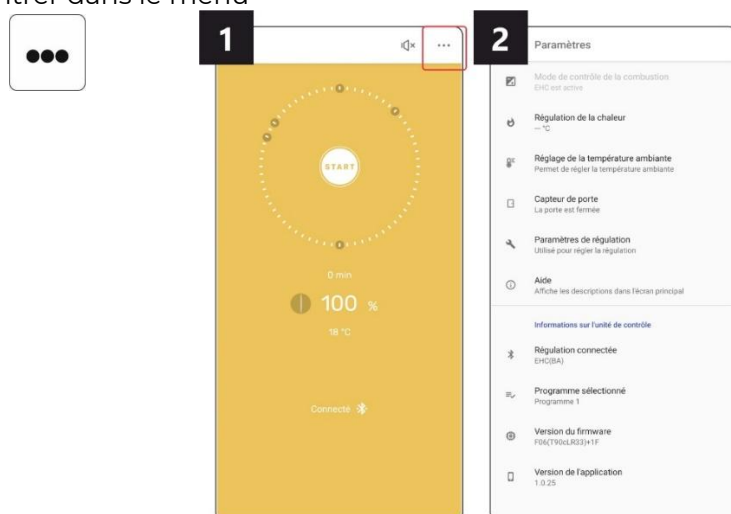 trer dans le menu
1
START
0 min
100 %
18 °C
Connecté
2
Paramètres
Mode de contrôle de la combustion
EHC est active
Régulation de la chaleur
-- °C
Réglage de la température ambiante
Permet de régler la température ambiante
Capteur de porte
La porte est fermée
Paramètres de régulation
Utilisé pour régler la régulation
Aide
Affiche les descriptions dans l'écran principal
Informations sur l'unité de contrôle
Régulation connectée
EHC(BA)
Programme sélectionné
Programme 1
Version du firmware
F06(T90cLR33)+1F
Version de l'application
1.0.25